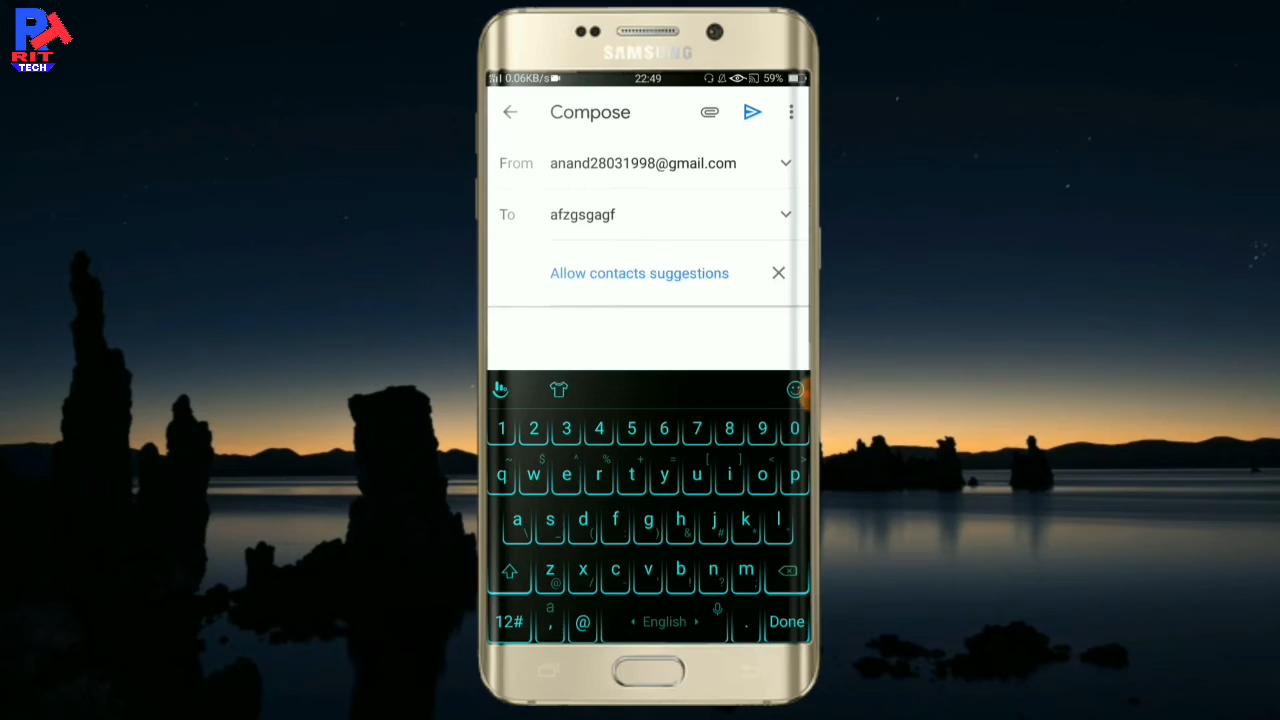 RIT
TECH
SAMSUNG
0.06KB/s 22:49 59%
Compose
From anand28031998@gmail.com
To afzgsgagf
Allow contacts suggestions
1 2 3 4 5 6 7 8 9 0
~ $ ^ % + = [ ] < >
q w e r t y u i o p
a s d f g h j k l
\ _ ( : ) & # *
z x c v b n m
@ / - ! ? ;
a
12# , @ English . Done